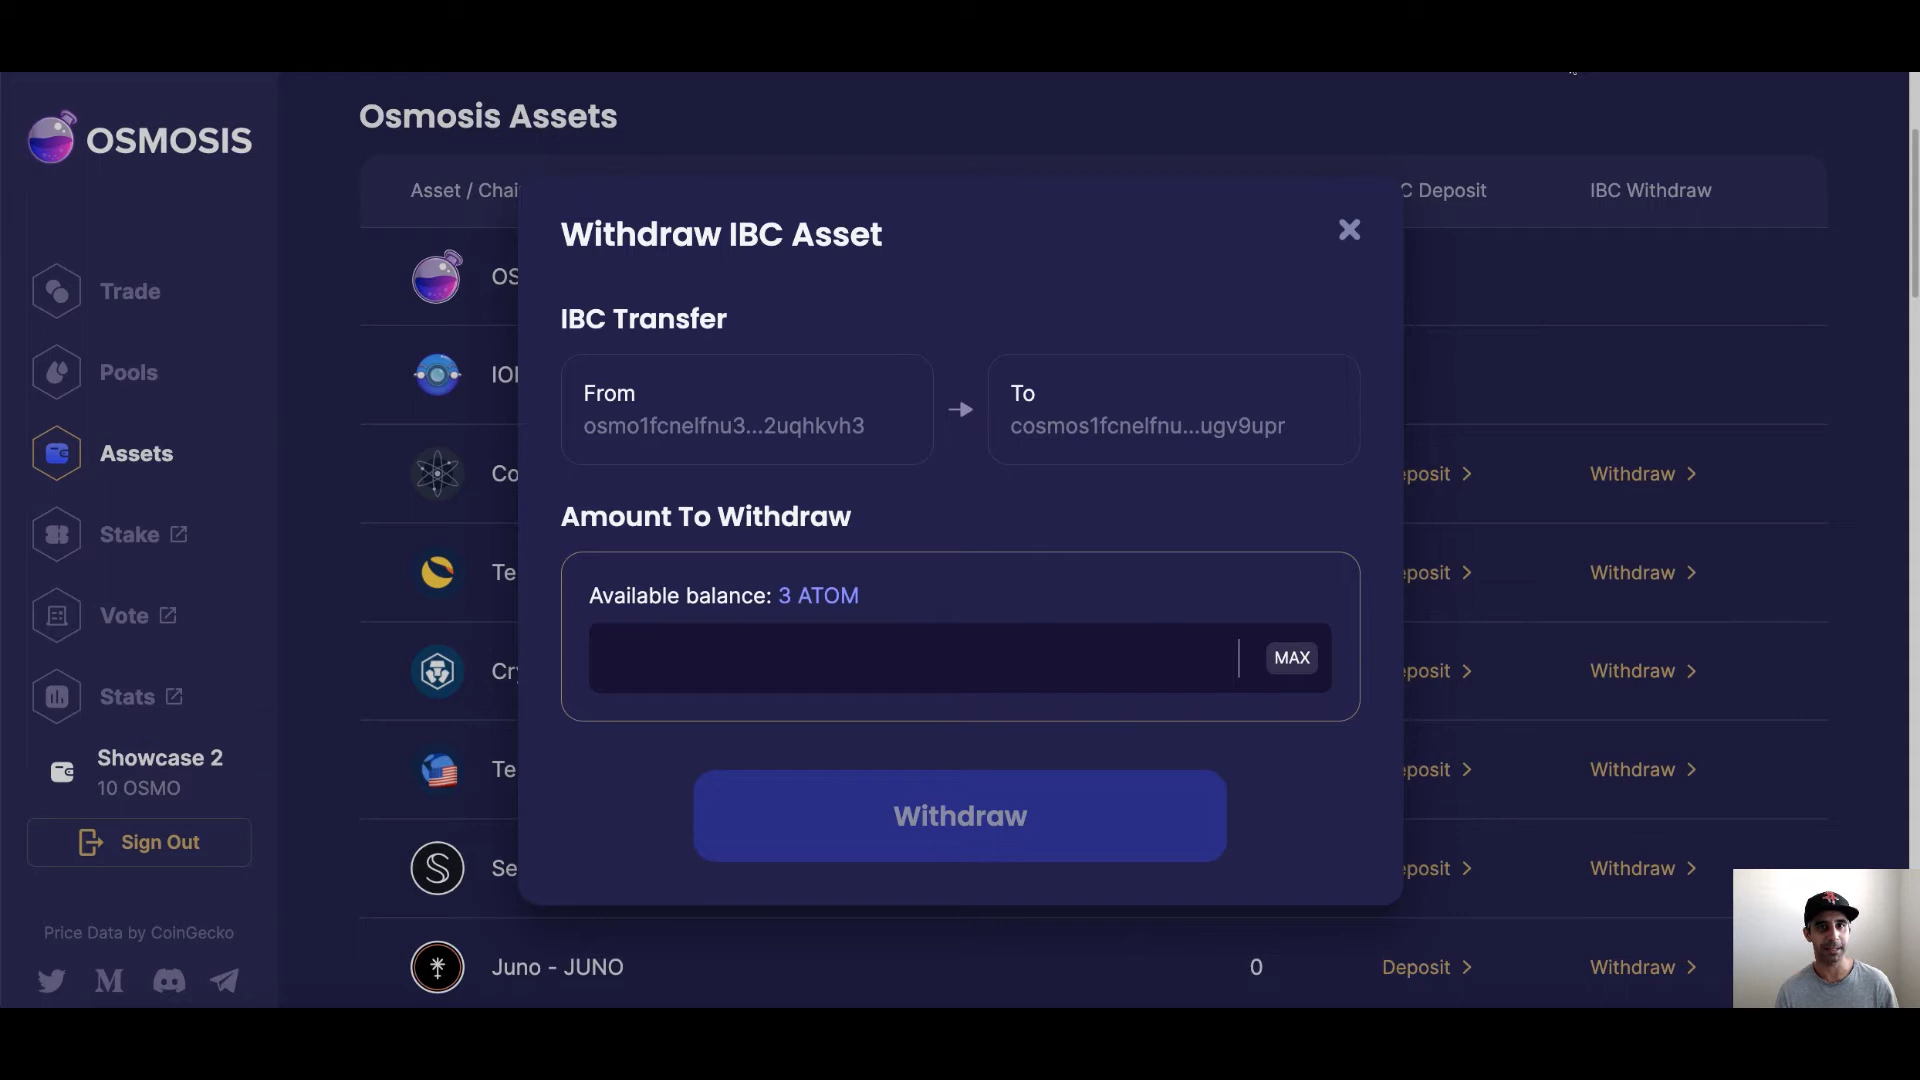 OSMOSIS
Trade
Pools
Assets
Stake
Vote
Stats
Showcase 2
10 OSMO
Sign Out
Price Data by CoinGecko
Osmosis Assets
Asset / Chai
C Deposit
IBC Withdraw
OS
ION
Co
posit
Withdraw
Te
posit
Withdraw
Cry
posit
Withdraw
Te
posit
Withdraw
Se
posit
Withdraw
Juno - JUNO
0
Deposit
Withdraw
Withdraw IBC Asset
IBC Transfer
From
osmo1fcnelfnu3...2uqhkvh3
To
cosmos1fcnelfnu...ugv9upr
Amount To Withdraw
Available balance: 3 ATOM
MAX
Withdraw